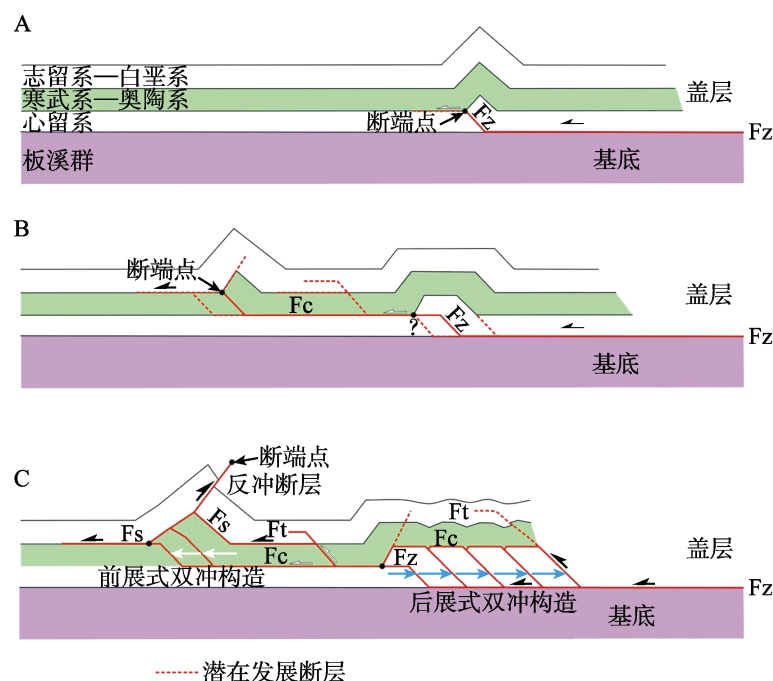 A
志留系—白垩系
寒武系—奥陶系
心留系
板溪群
断端点
Fz
盖层
基底
Fz
B
断端点
Fc
?
Fz
盖层
基底
Fz
C
断端点
反冲断层
Fs
Fs
Ft
Fc
前展式双冲构造
Ft
Fc
Fz
后展式双冲构造
盖层
基底
Fz
潜在发展断层